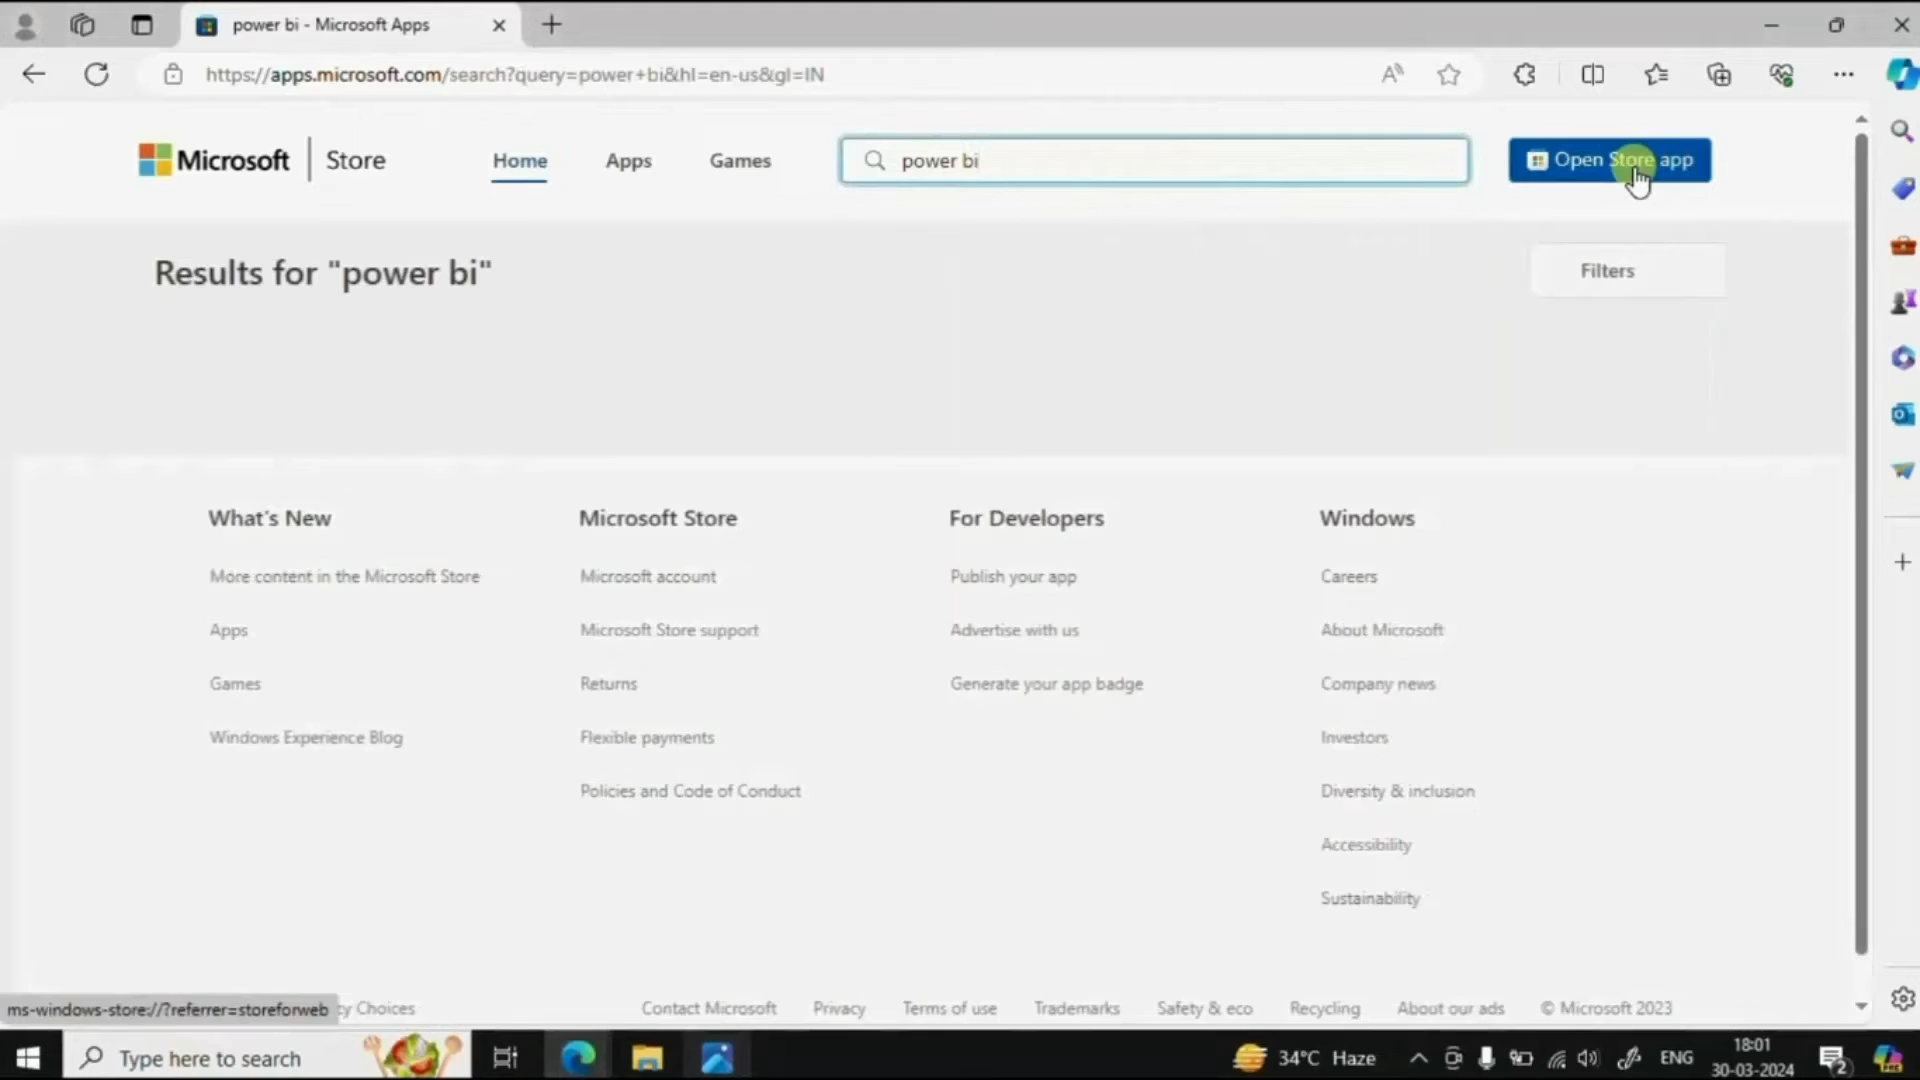 power bi - Microsoft Apps
https://apps.microsoft.com/search?query=power+bi&hl=en-us&gl=IN
Microsoft | Store
Home
Apps
Games
power bi
Open Store app
Results for "power bi"
Filters
What's New
More content in the Microsoft Store
Apps
Games
Windows Experience Blog
Microsoft Store
Microsoft account
Microsoft Store support
Returns
Flexible payments
Policies and Code of Conduct
For Developers
Publish your app
Advertise with us
Generate your app badge
Windows
Careers
About Microsoft
Company news
Investors
Diversity & inclusion
Accessibility
Sustainability
ms-windows-store://?referrer=storeforweb
cy Choices
Contact Microsoft
Privacy
Terms of use
Trademarks
Safety & eco
Recycling
About our ads
© Microsoft 2023
Type here to search
34°C Haze
ENG
18:01
30-03-2024
2